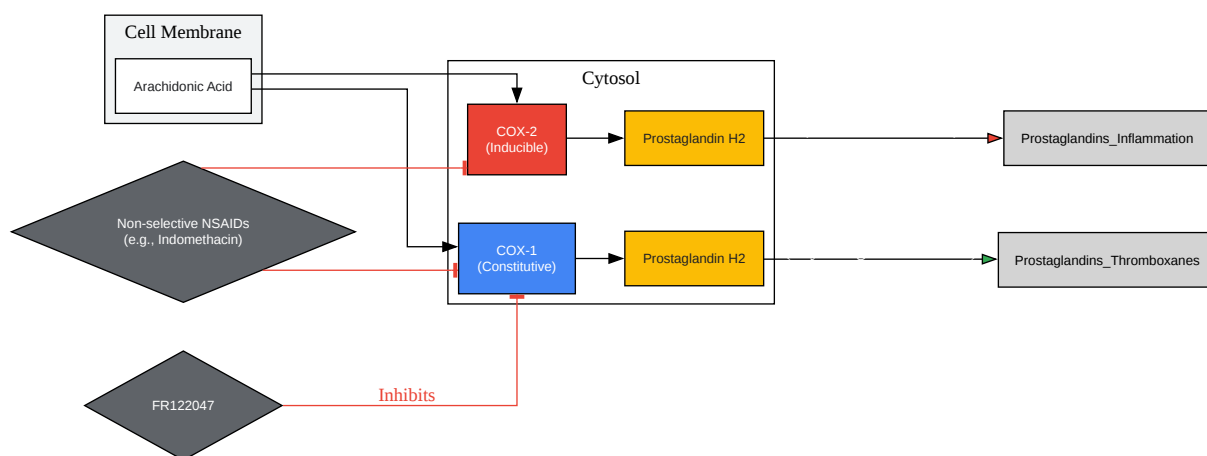 Cell Membrane
Arachidonic Acid
Cytosol
COX-2
(Inducible)
Prostaglandin H2
Prostaglandins_Inflammation
Non-selective NSAIDs
(e.g., Indomethacin)
COX-1
(Constitutive)
Prostaglandin H2
Prostaglandins_Thromboxanes
FR122047
Inhibits